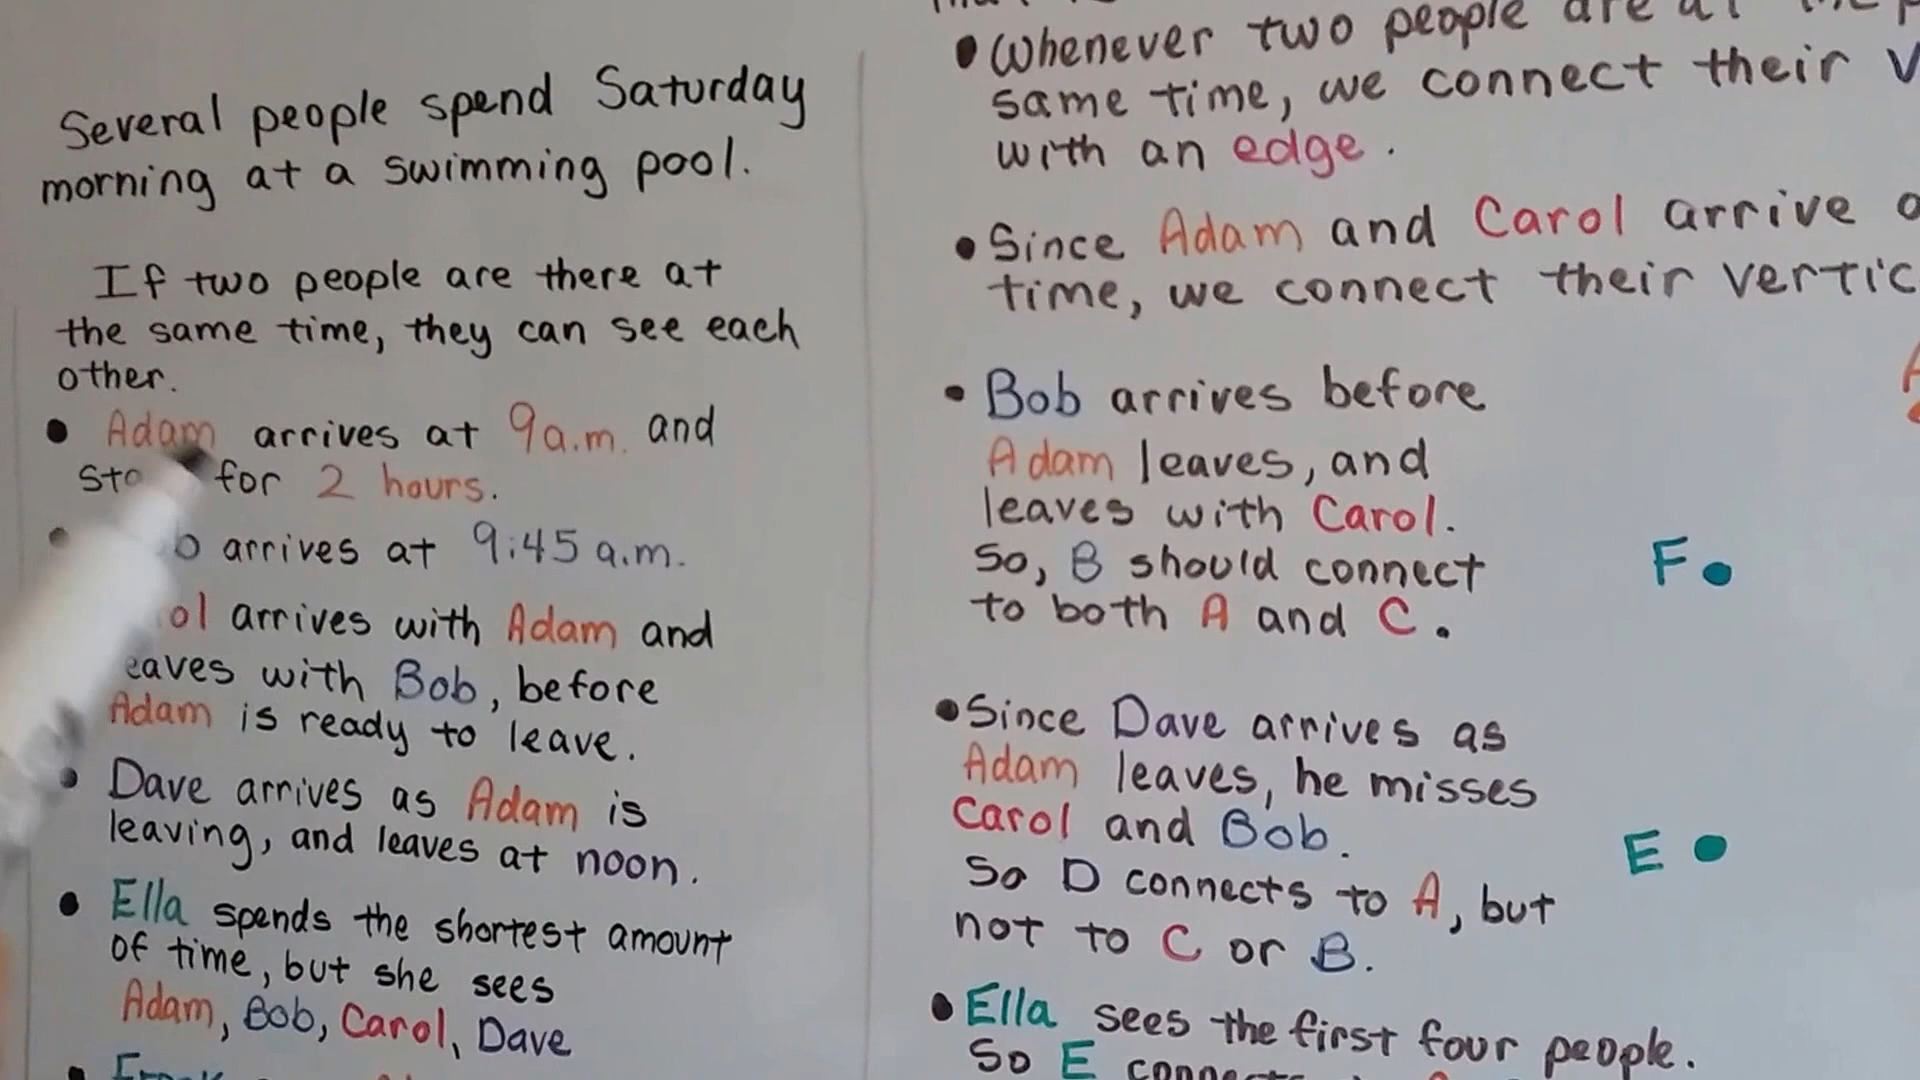 Several people spend Saturday
morning at a swimming pool.
If two people are there at
the same time, they can see each
other.
• Adam arrives at 9a.m. and
for 2 hours.
arrives at 9:45 a.m.
arrives with Adam and
with Bob, before
Adam is ready to leave.
• Dave arrives as Adam is
leaving, and leaves at noon.
• Ella spends the shortest amount
of time, but she sees
Adam, Bob, Carol, Dave
• Whenever two people are at
same time, we connect their
with an edge.
• Since Adam and Carol arrive
time, we connect their
• Bob arrives before
Adam leaves, and
leaves with Carol.
So, B should connect
to both A and C.
• Since Dave arrives as
Adam leaves, he misses
Carol and Bob.
So D connects to A, but
not to C or B.
• Ella sees the first four people.
So E
F
E